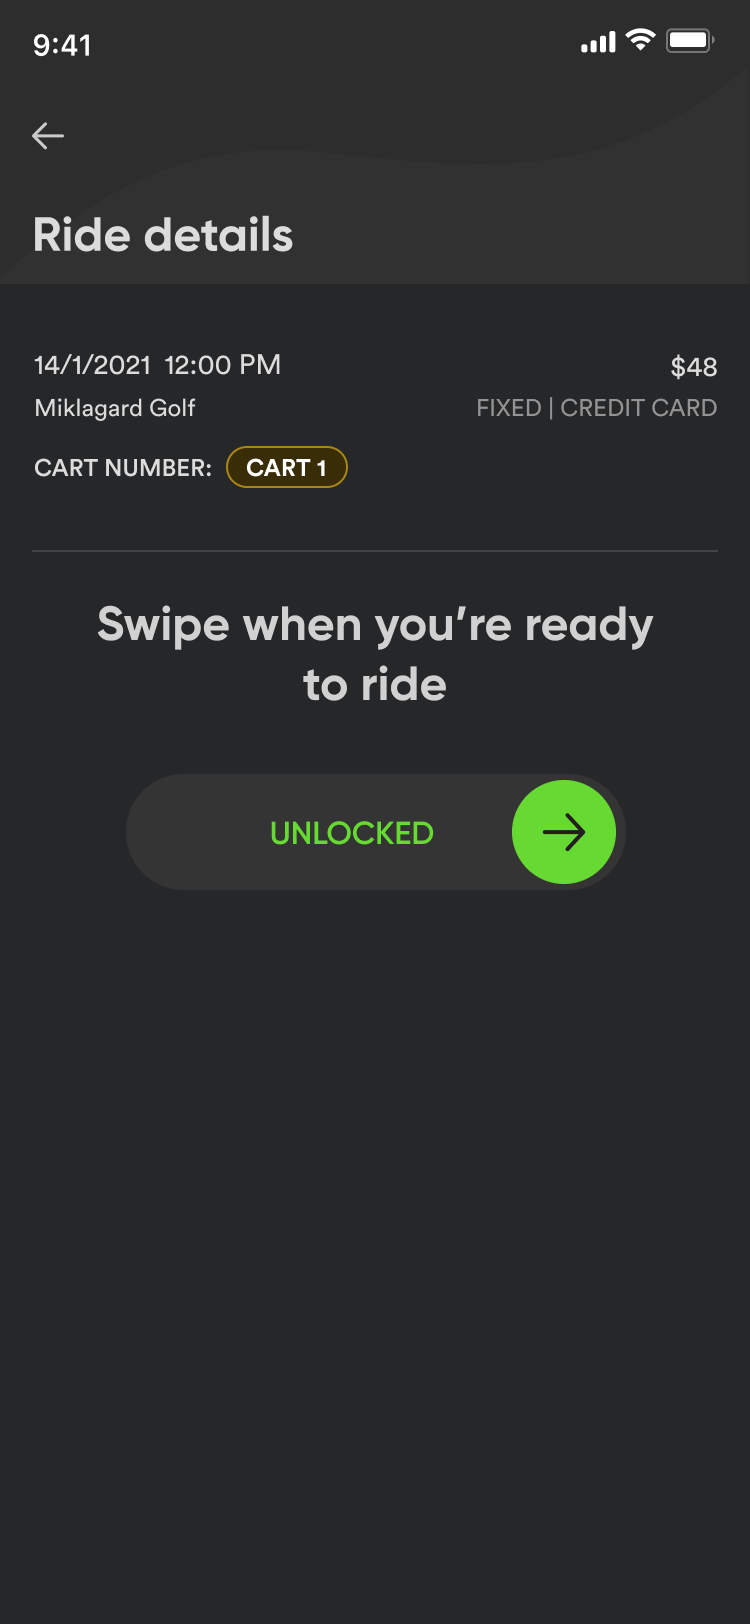 9:41
Ride details
14/1/2021 12:00 PM
$48
Miklagard Golf
FIXED | CREDIT CARD
CART NUMBER: CART 1
Swipe when you’re ready
to ride
UNLOCKED